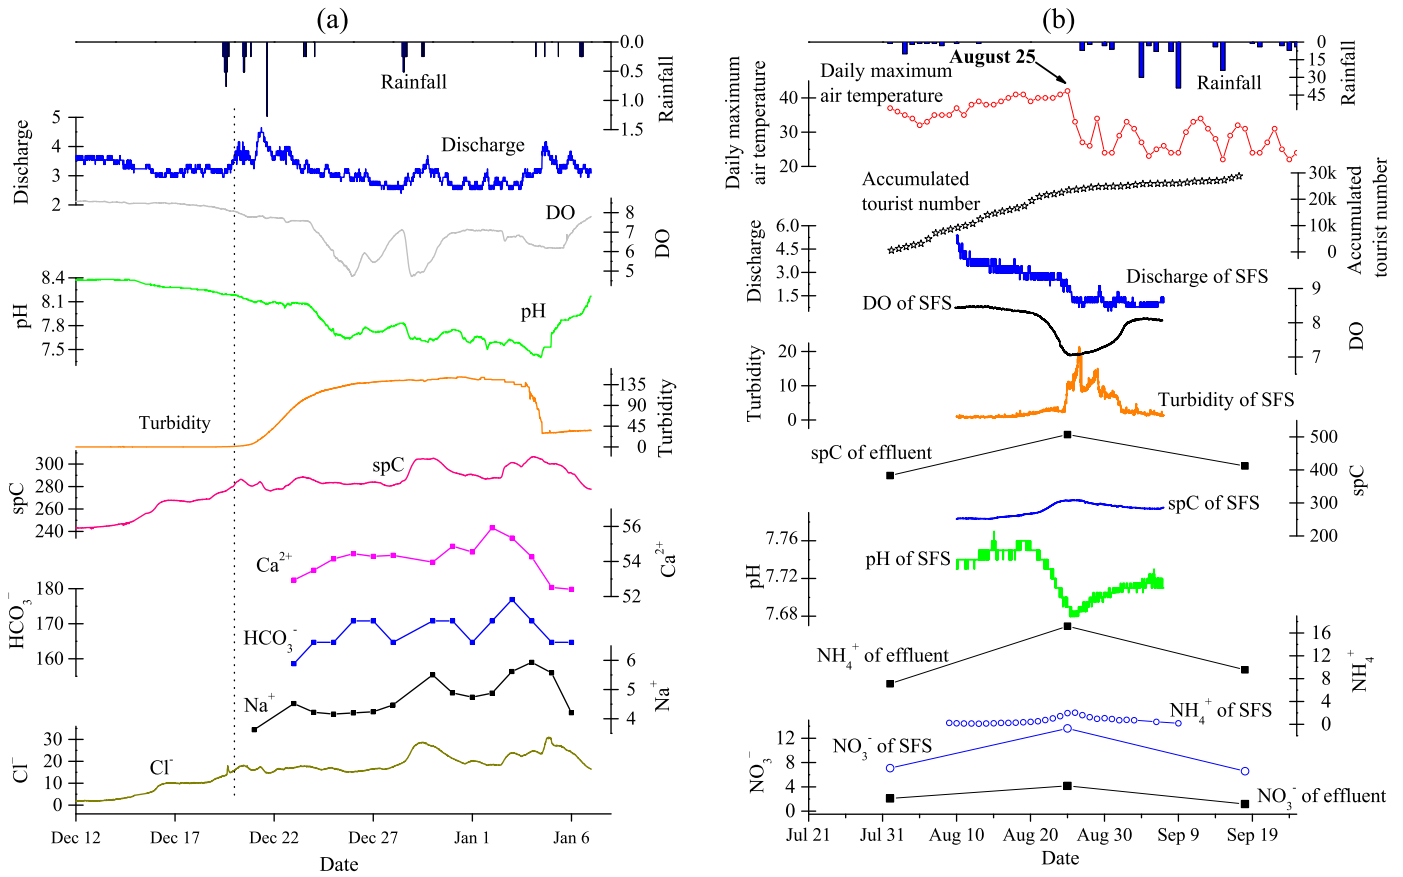 (a)
0.0
0.5
1.0
1.5
Rainfall
Rainfall
5
4
3
2
Discharge
Discharge
8
7
6
5
DO
DO
8.4
8.1
7.8
7.5
pH
pH
135
90
45
0
Turbidity
Turbidity
300
280
260
240
spC
spC
56
54
52
Ca²⁺
Ca²⁺
180
170
160
HCO₃⁻
HCO₃⁻
6
5
4
Na⁺
Na⁺
30
20
10
0
Cl⁻
Cl⁻
Dec 12
Dec 17
Dec 22
Dec 27
Jan 1
Jan 6
Date
(b)
0
15
30
45
Rainfall
Rainfall
August 25
Daily maximum
air temperature
40
30
20
Daily maximum
air temperature
Accumulated
tourist number
30k
20k
10k
0
Accumulated
tourist number
6.0
4.5
3.0
1.5
Discharge
Discharge of SFS
DO of SFS
9
8
7
DO
20
10
0
Turbidity
Turbidity of SFS
spC of effluent
500
400
300
200
spC
spC of SFS
7.76
7.72
7.68
pH
pH of SFS
NH₄⁺ of effluent
16
12
8
4
0
NH₄⁺
NH₄⁺ of SFS
12
8
4
0
NO₃⁻
NO₃⁻ of SFS
NO₃⁻ of effluent
Jul 21
Jul 31
Aug 10
Aug 20
Aug 30
Sep 9
Sep 19
Date